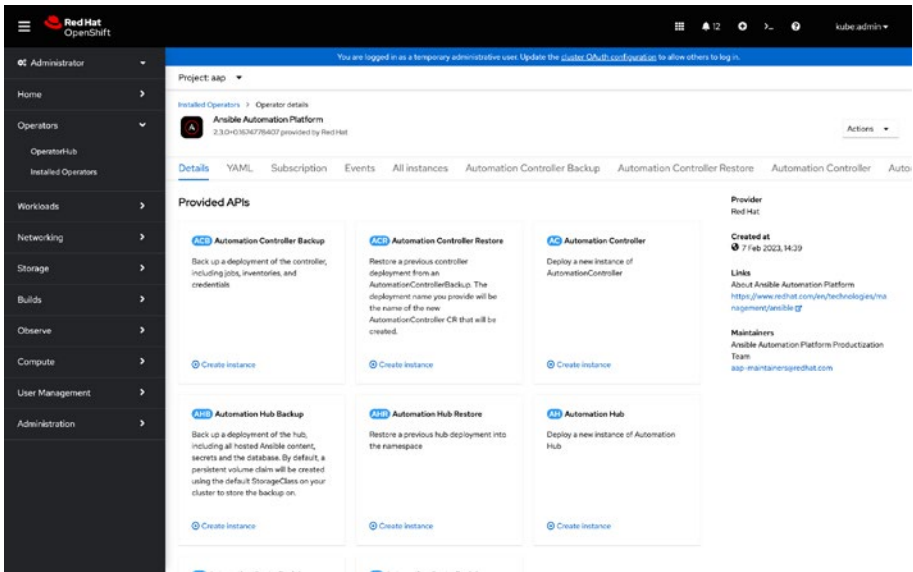 Red Hat
OpenShift
12
kube:admin
Administrator
Home
Operators
OperatorHub
Installed Operators
Workloads
Networking
Storage
Builds
Observe
Compute
User Management
Administration
You are logged in as a temporary administrative user. Update the cluster OAuth configuration to allow others to log in.
Project: aap
Installed Operators > Operator details
Ansible Automation Platform
2.3.0+0.1674778407 provided by Red Hat
Actions
Details YAML Subscription Events All instances Automation Controller Backup Automation Controller Restore Automation Controller
Provided APIs
ACB Automation Controller Backup
Back up a deployment of the controller,
including jobs, inventories, and
credentials
Create instance
ACR Automation Controller Restore
Restore a previous controller
deployment from an
AutomationControllerBackup. The
deployment name you provide will be
the name of the new
AutomationController CR that will be
created.
Create instance
AC Automation Controller
Deploy a new instance of
AutomationController
Create instance
AHB Automation Hub Backup
Back up a deployment of the hub,
including all hosted Ansible content,
secrets and the database. By default, a
persistent volume claim will be created
using the default StorageClass on your
cluster to store the backup on.
Create instance
AHR Automation Hub Restore
Restore a previous hub deployment into
the namespace
Create instance
AH Automation Hub
Deploy a new instance of Automation
Hub
Create instance
Provider
Red Hat
Created at
7 Feb 2023, 14:39
Links
About Ansible Automation Platform
https://www.redhat.com/en/technologies/ma
nagement/ansible
Maintainers
Ansible Automation Platform Productization
Team
aap-maintainers@redhat.com